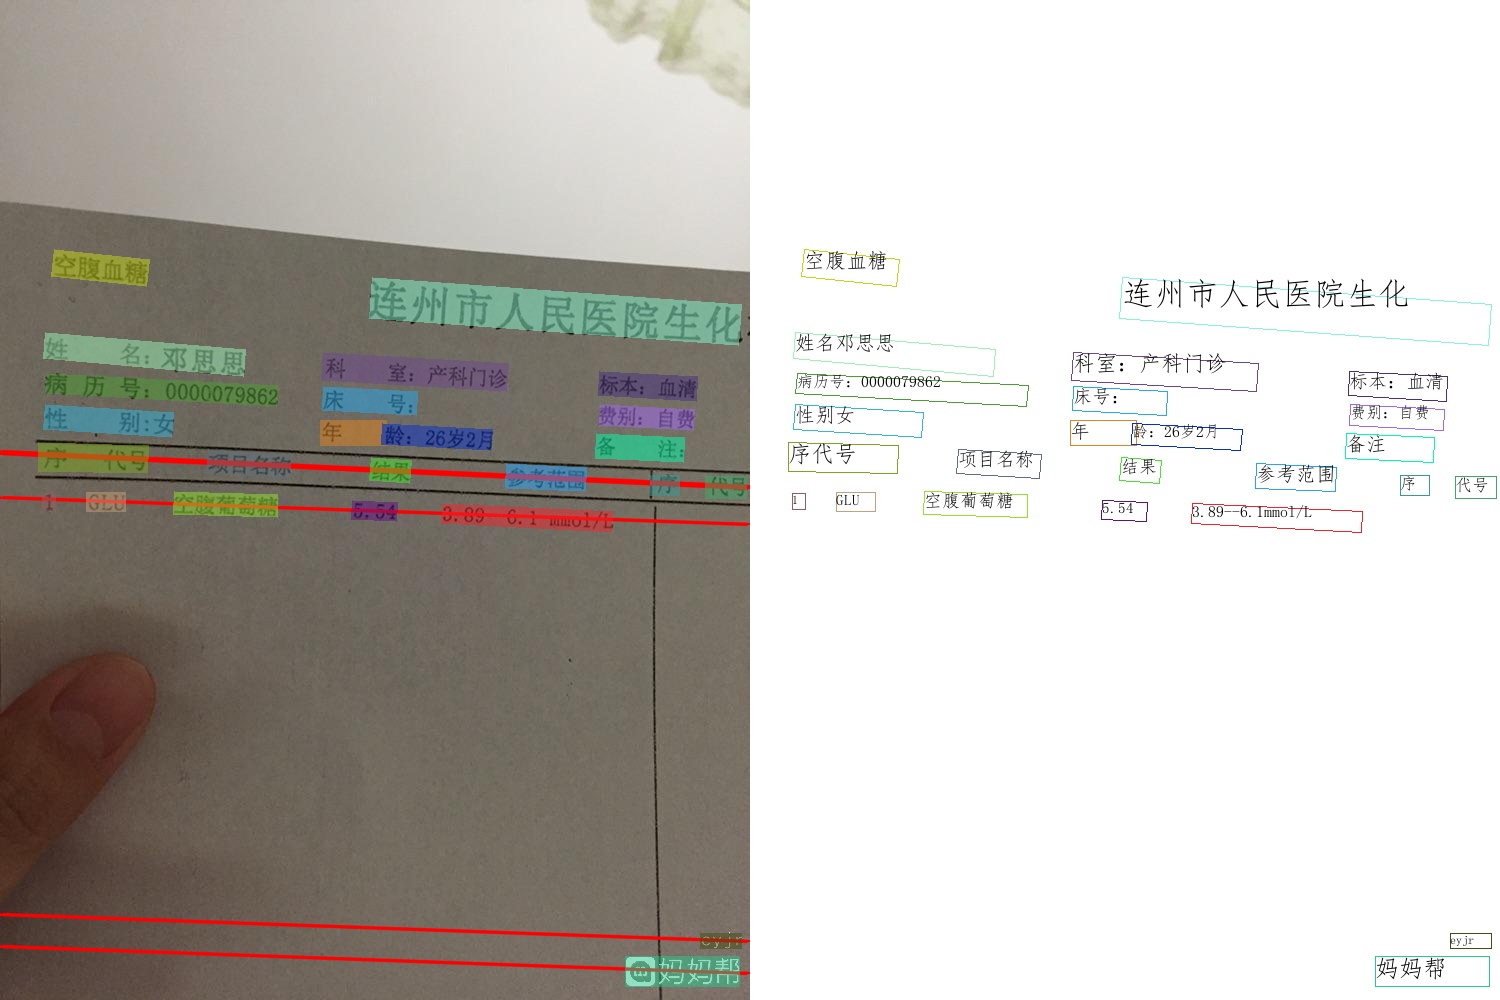 空腹血糖 空腹血糖
连州市人民医院生化 连州市人民医院生化
姓 名：邓思思 科 室：产科门诊 标本：血清 姓名邓思思 科室：产科门诊 标本：血清
病 历 号：0000079862 床 号： 费别：自费 病历号：0000079862 床号： 费别：自费
性 别:女 年 龄：26岁2月 备 注： 性别女 年 龄：26岁2月 备注
序 代号 项目名称 结果 参考范围 序 代号 序代号 项目名称 结果 参考范围 序 代号
1 GLU 空腹葡萄糖 5.54 3.89--6.1 mmol/L 1 GLU 空腹葡萄糖 5.54 3.89--6.1mmol/L
eyjr eyjr
妈妈帮 妈妈帮